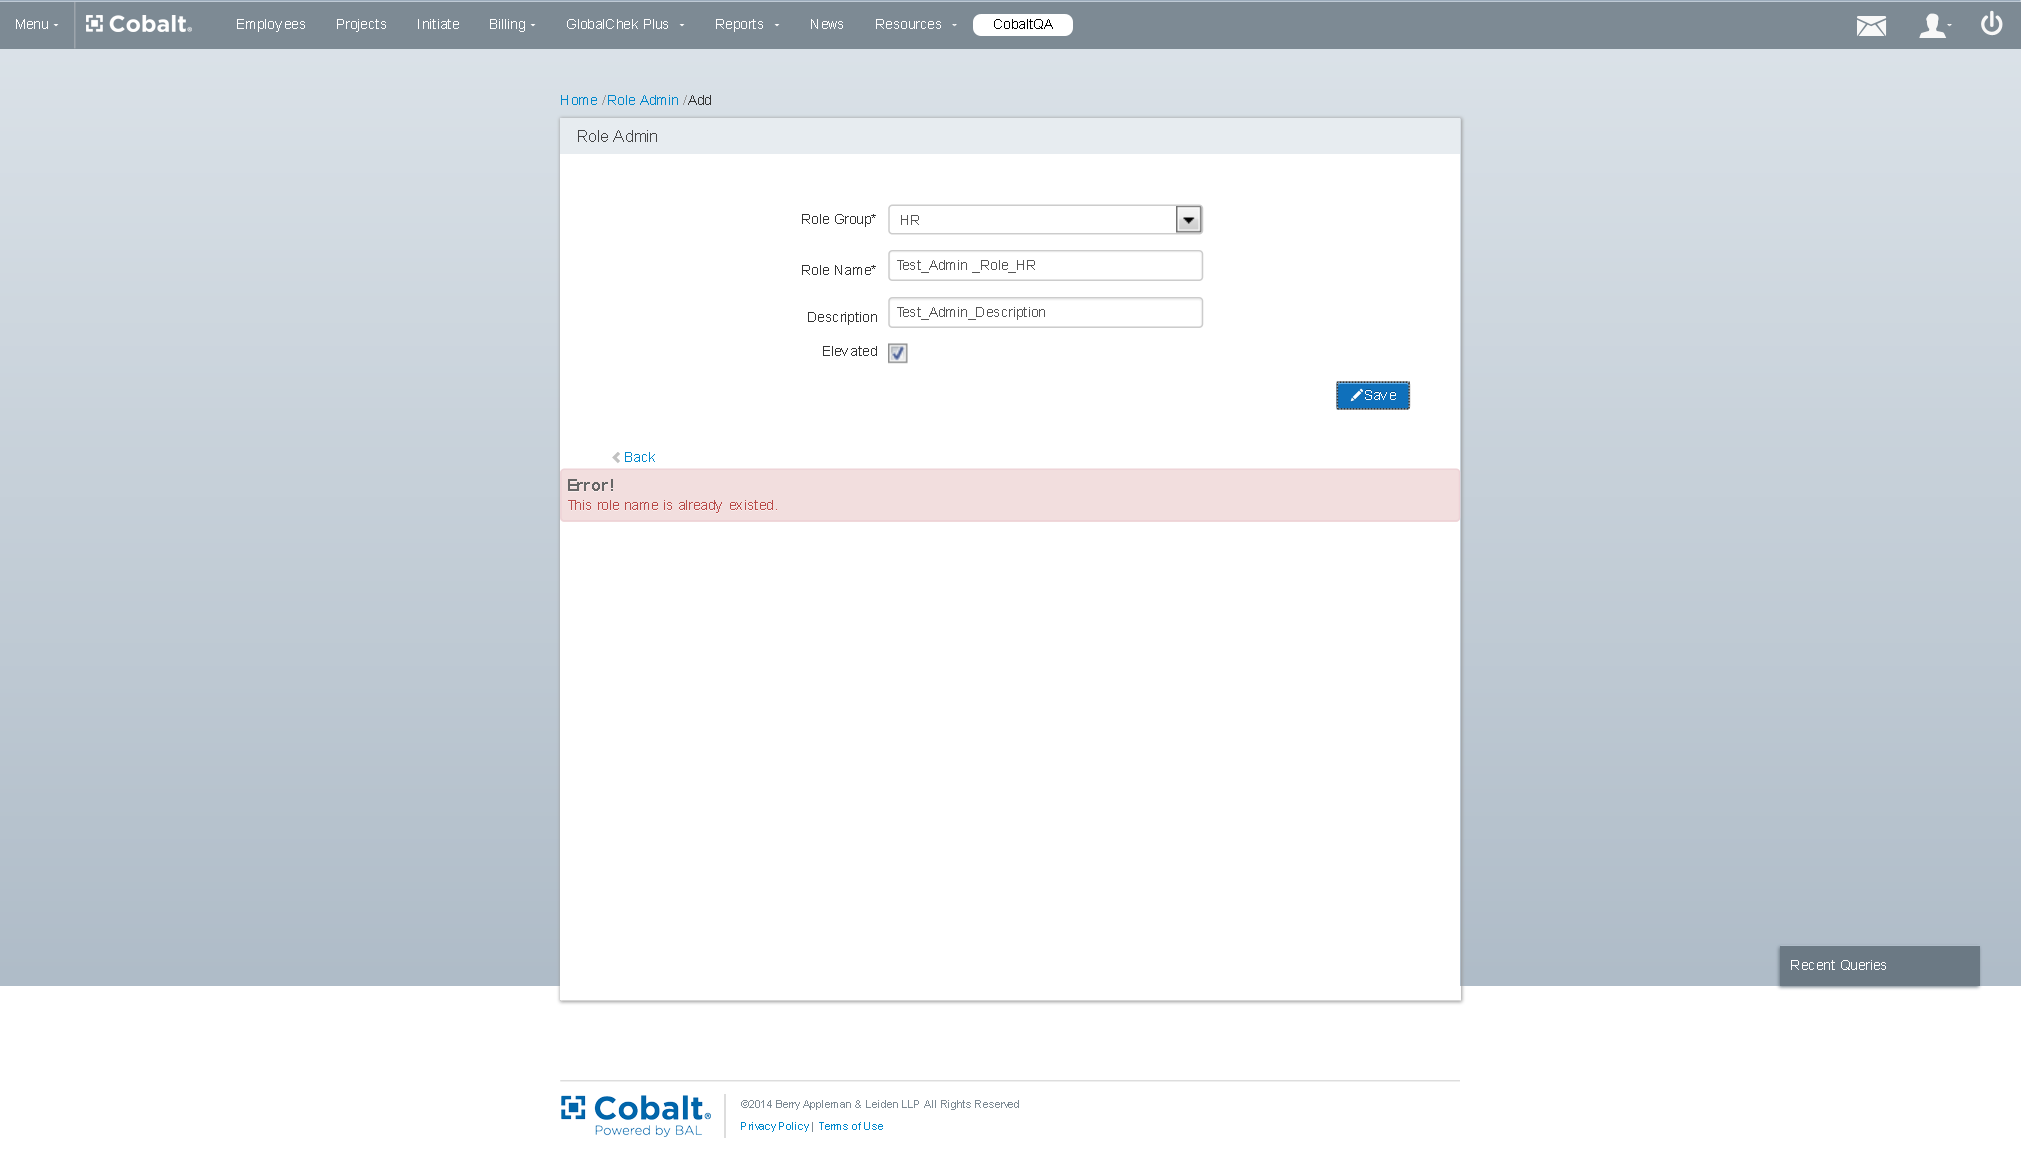 Menu Cobalt. Employees Projects Initiate Billing GlobalChek Plus Reports News Resources CobaltQA
Home /Role Admin /Add
Role Admin
Role Group* HR
Role Name* Test_Admin _Role_HR
Description Test_Admin_Description
Elevated
Save
Back
Error!
This role name is already existed.
Recent Queries
Cobalt.® Powered by BAL
©2014 Berry Appleman & Leiden LLP All Rights Reserved
Privacy Policy | Terms of Use